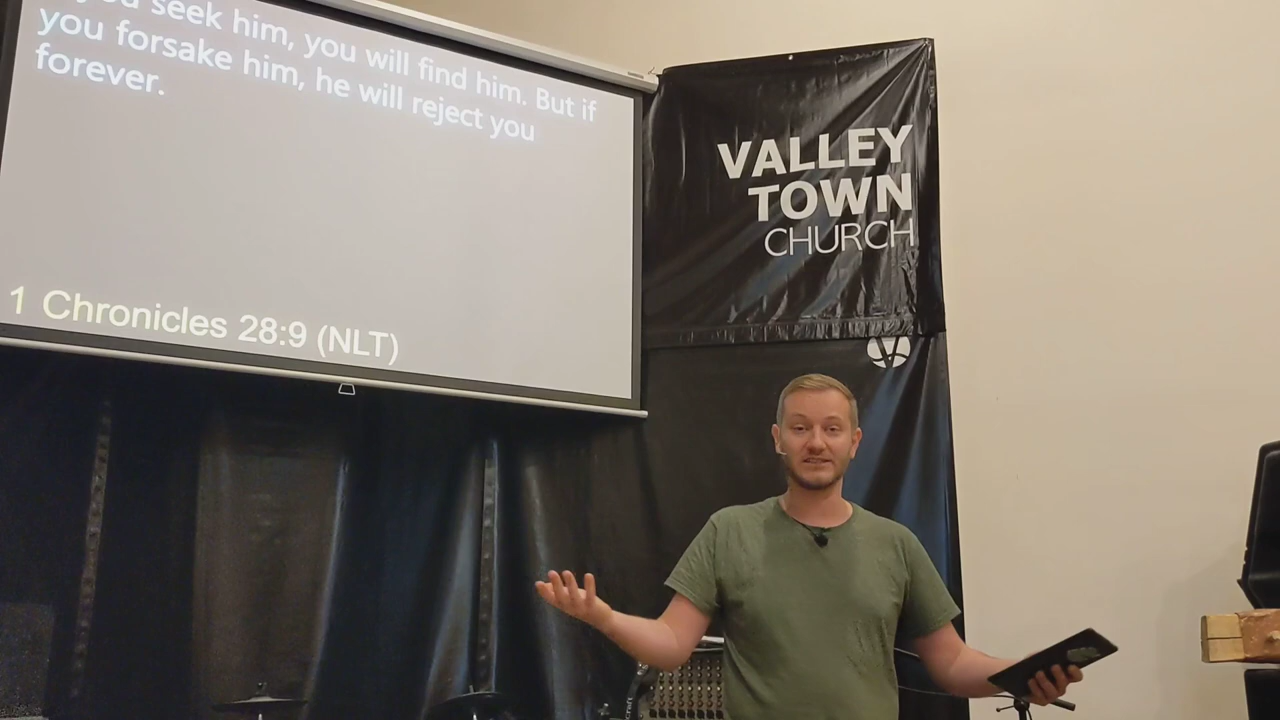 you seek him, you will find him. But if
you forsake him, he will reject you
forever.
1 Chronicles 28:9 (NLT)
VALLEY
TOWN
CHURCH